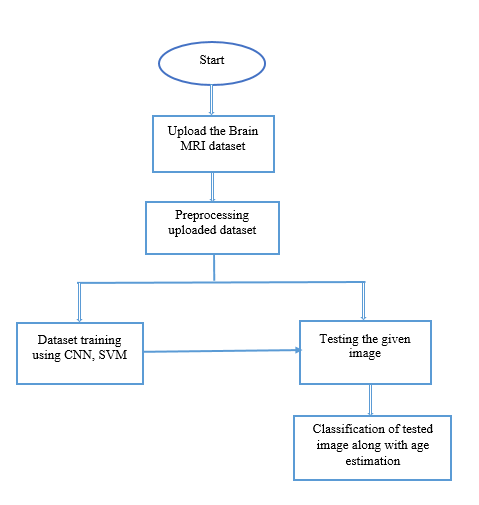 Start
Upload the Brain
MRI dataset
Preprocessing
uploaded dataset
Dataset training
using CNN, SVM
Testing the given
image
Classification of tested
image along with age
estimation